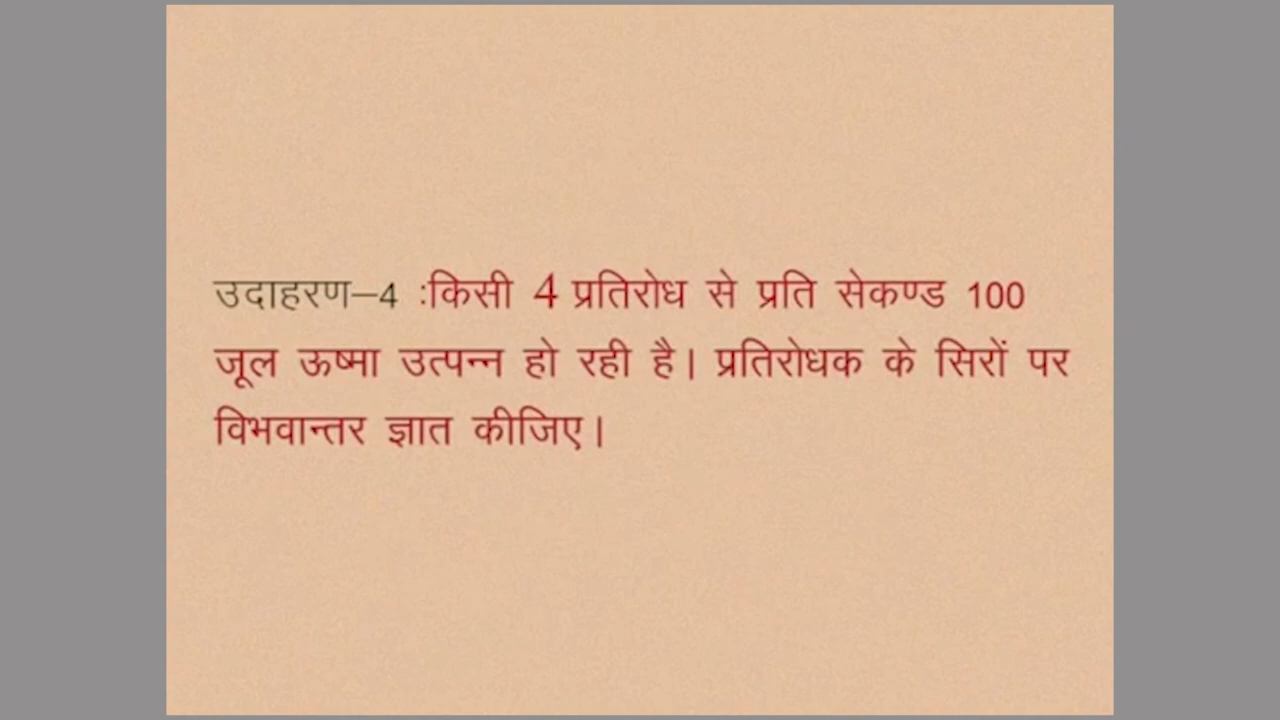 उदाहरण–4 :किसी 4 प्रतिरोध से प्रति सेकण्ड 100
जूल ऊष्मा उत्पन्न हो रही है। प्रतिरोधक के सिरों पर
विभवान्तर ज्ञात कीजिए।